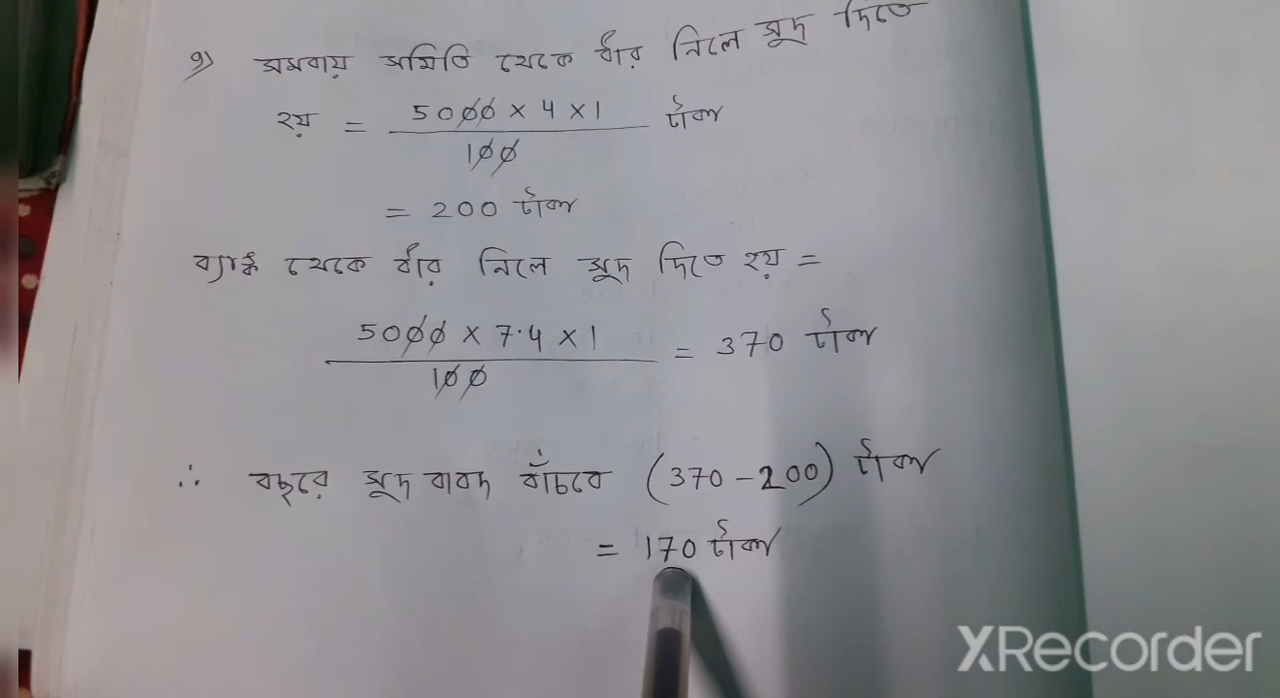 9) সমবায় সমিতি থেকে ধার নিলে সুদ দিতে
হয় = 5000 × 4 × 1 / 100 টাকা
= 200 টাকা
ব্যাঙ্ক থেকে ধার নিলে সুদ দিতে হয় =
5000 × 7.4 × 1 / 100 = 370 টাকা
∴ বছরে সুদ বাবদ বাঁচবে (370 - 200) টাকা
= 170 টাকা
XRecorder